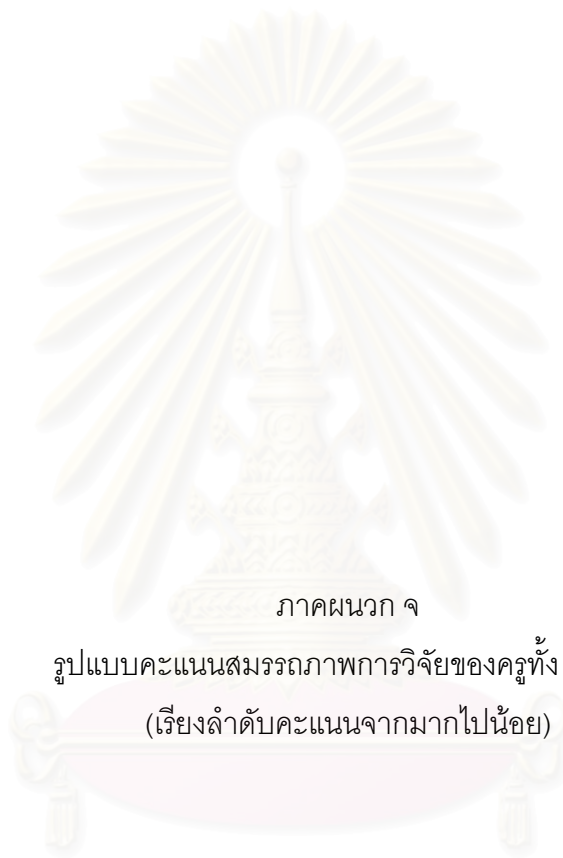 ภาคผนวก จ
รูปแบบคะแนนสมรรถภาพการวิจัยของครูทั้ง
(เรียงลำดับคะแนนจากมากไปน้อย)